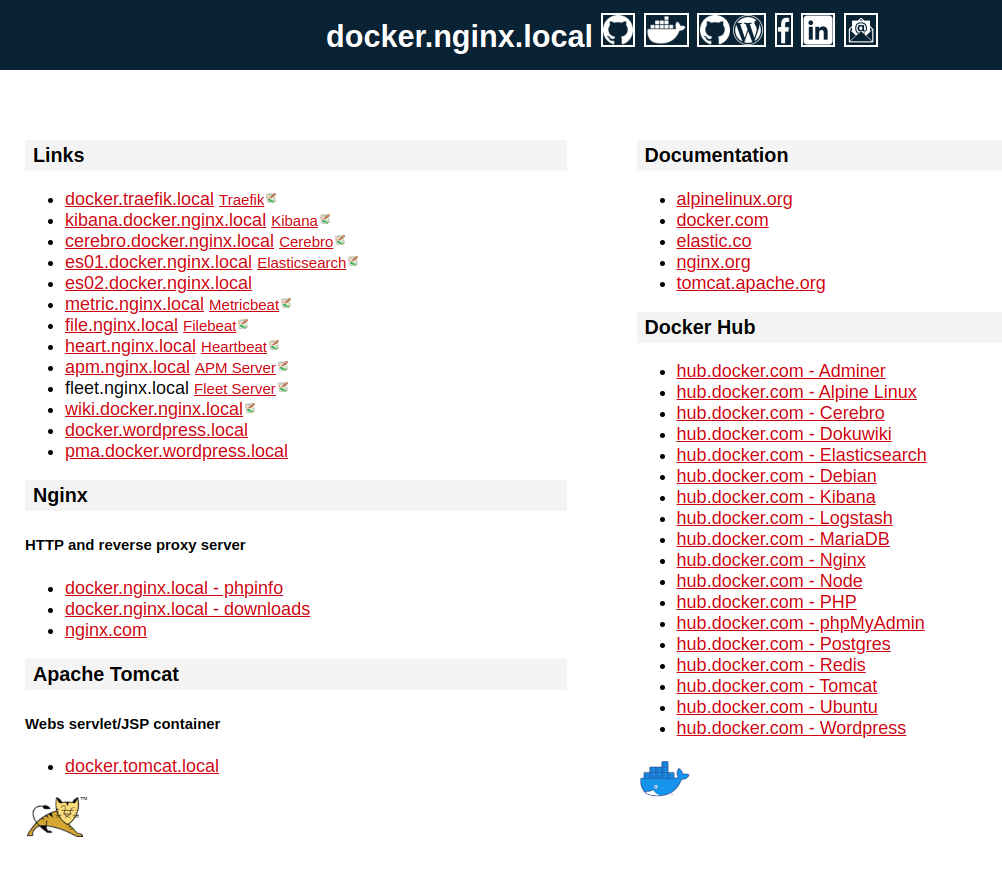 docker.nginx.local
Links
docker.traefik.local Traefik
kibana.docker.nginx.local Kibana
cerebro.docker.nginx.local Cerebro
es01.docker.nginx.local Elasticsearch
es02.docker.nginx.local
metric.nginx.local Metricbeat
file.nginx.local Filebeat
heart.nginx.local Heartbeat
apm.nginx.local APM Server
fleet.nginx.local Fleet Server
wiki.docker.nginx.local
docker.wordpress.local
pma.docker.wordpress.local
Nginx
HTTP and reverse proxy server
docker.nginx.local - phpinfo
docker.nginx.local - downloads
nginx.com
Apache Tomcat
Webs servlet/JSP container
docker.tomcat.local
TM
Documentation
alpinelinux.org
docker.com
elastic.co
nginx.org
tomcat.apache.org
Docker Hub
hub.docker.com - Adminer
hub.docker.com - Alpine Linux
hub.docker.com - Cerebro
hub.docker.com - Dokuwiki
hub.docker.com - Elasticsearch
hub.docker.com - Debian
hub.docker.com - Kibana
hub.docker.com - Logstash
hub.docker.com - MariaDB
hub.docker.com - Nginx
hub.docker.com - Node
hub.docker.com - PHP
hub.docker.com - phpMyAdmin
hub.docker.com - Postgres
hub.docker.com - Redis
hub.docker.com - Tomcat
hub.docker.com - Ubuntu
hub.docker.com - Wordpress